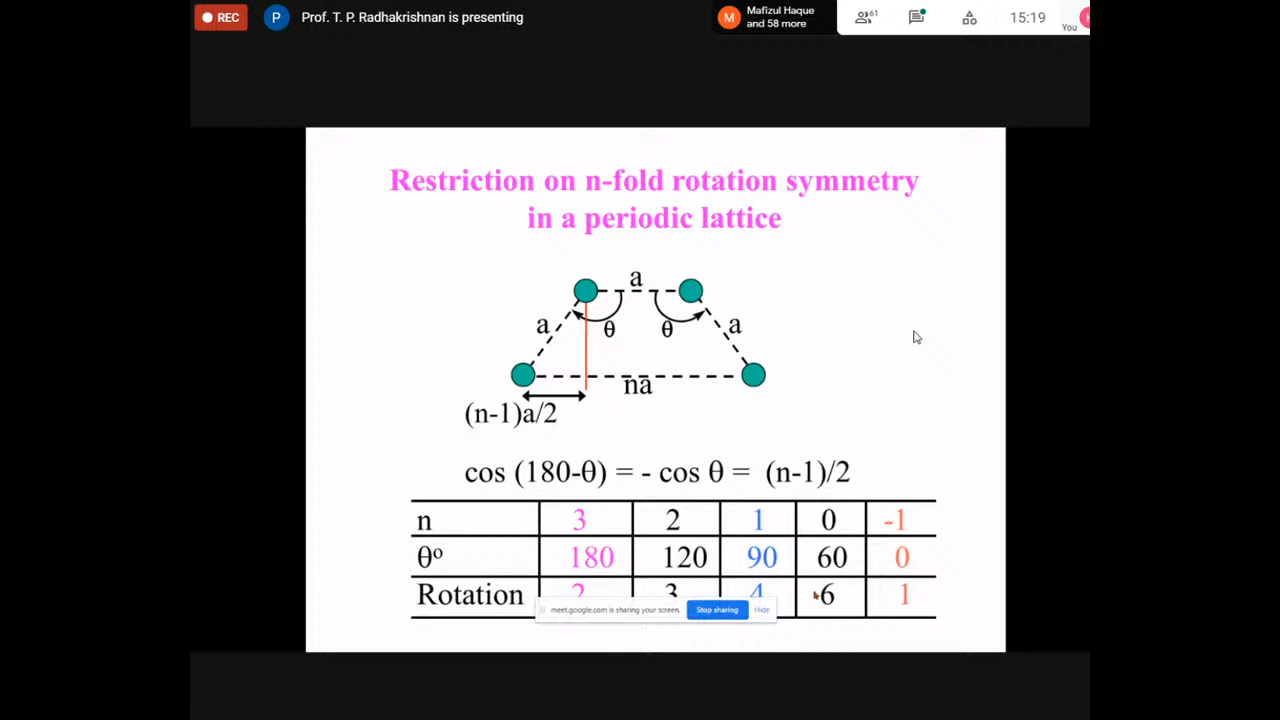 REC
P
Prof. T. P. Radhakrishnan is presenting
M
Mafizul Haque
and 58 more
61
15:19
You
Restriction on n-fold rotation symmetry
in a periodic lattice
a
a θ θ a
na
(n-1)a/2
cos (180-θ) = - cos θ = (n-1)/2
n 3 2 1 0 -1
θº 180 120 90 60 0
Rotation 2 3 4 6 1
meet.google.com is sharing your screen. Stop sharing Hide